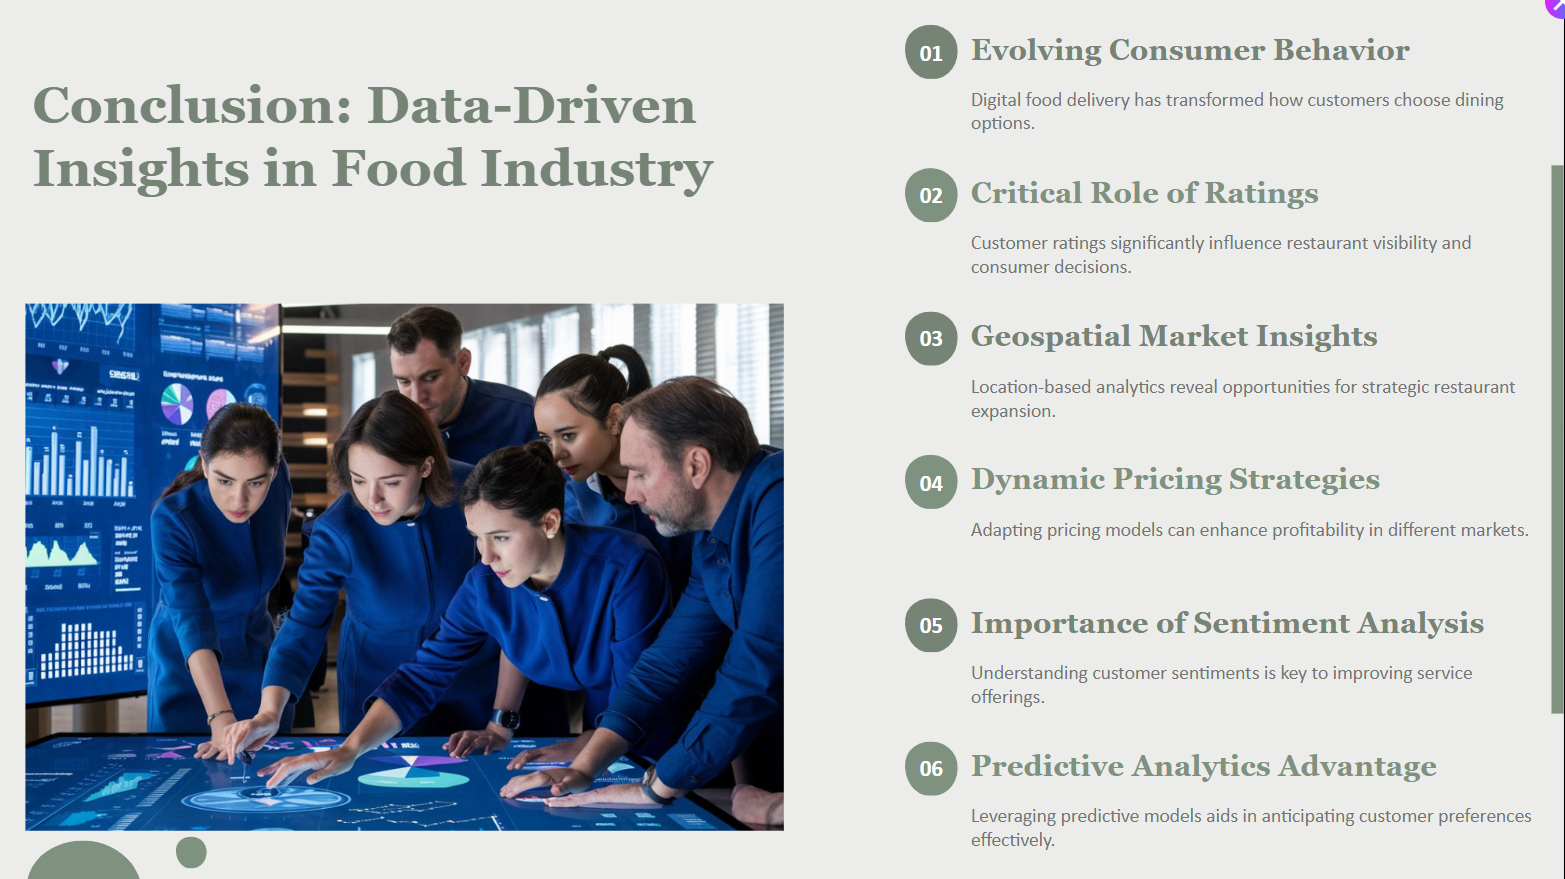 Conclusion: Data-Driven
Insights in Food Industry
01
Evolving Consumer Behavior
Digital food delivery has transformed how customers choose dining
options.
02
Critical Role of Ratings
Customer ratings significantly influence restaurant visibility and
consumer decisions.
03
Geospatial Market Insights
Location-based analytics reveal opportunities for strategic restaurant
expansion.
04
Dynamic Pricing Strategies
Adapting pricing models can enhance profitability in different markets.
05
Importance of Sentiment Analysis
Understanding customer sentiments is key to improving service
offerings.
06
Predictive Analytics Advantage
Leveraging predictive models aids in anticipating customer preferences
effectively.